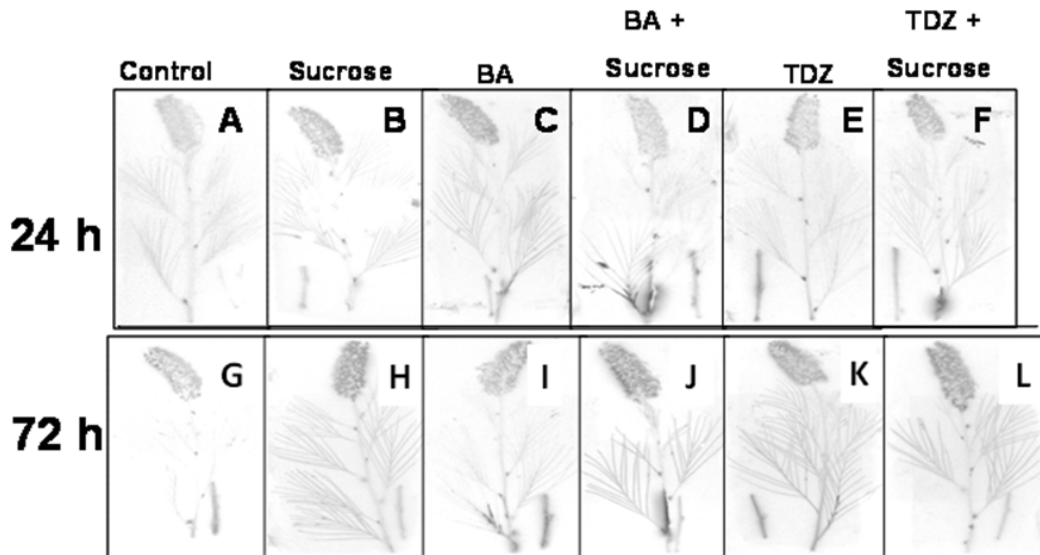 BA + TDZ +
Control Sucrose BA Sucrose TDZ Sucrose
A B C D E F
24 h
G H I J K L
72 h